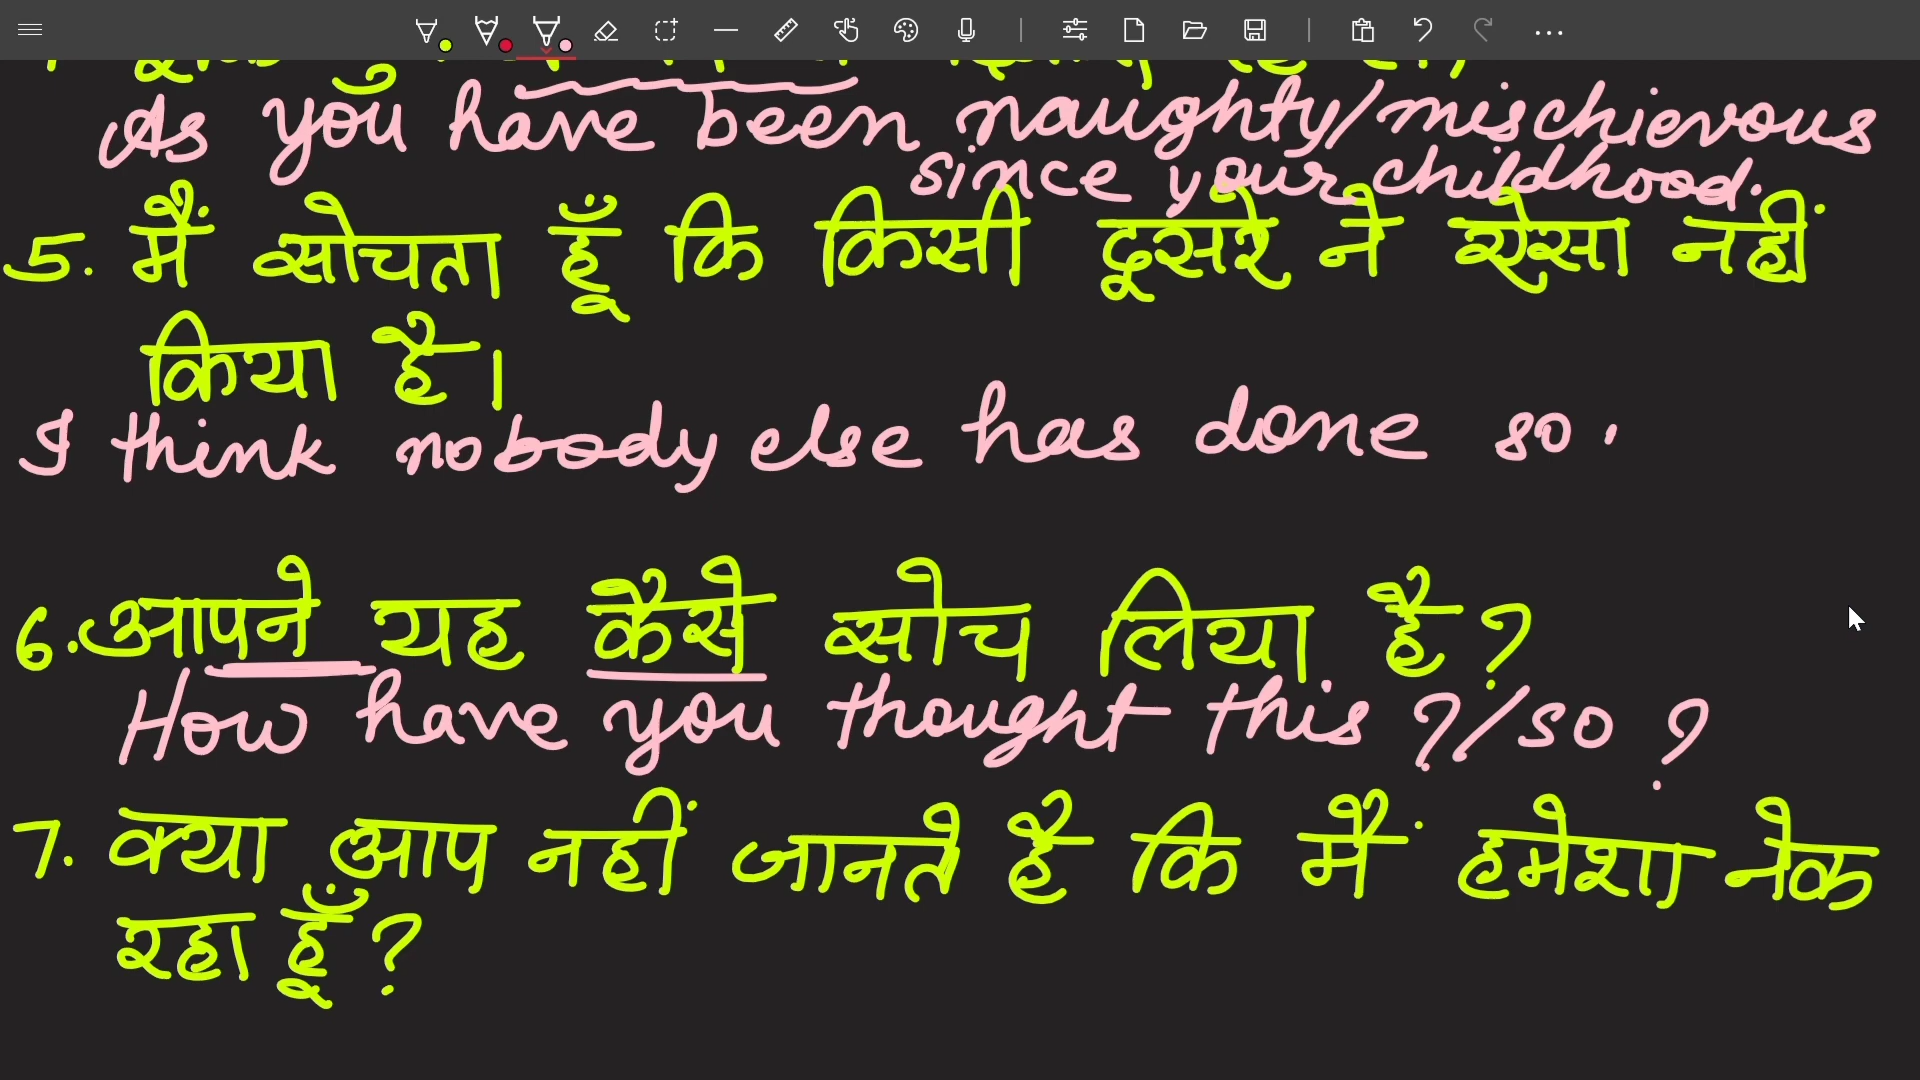 As you have been naughty/mischievous
since your childhood.
5. मैं सोचता हूँ कि किसी दूसरे ने ऐसा नहीं
किया है।
I think nobody else has done so.
6. आपने यह कैसे सोच लिया है?
How have you thought this ?/so ?
7. क्या आप नहीं जानते है कि मैं हमेशा नेक
रहा हूँ?